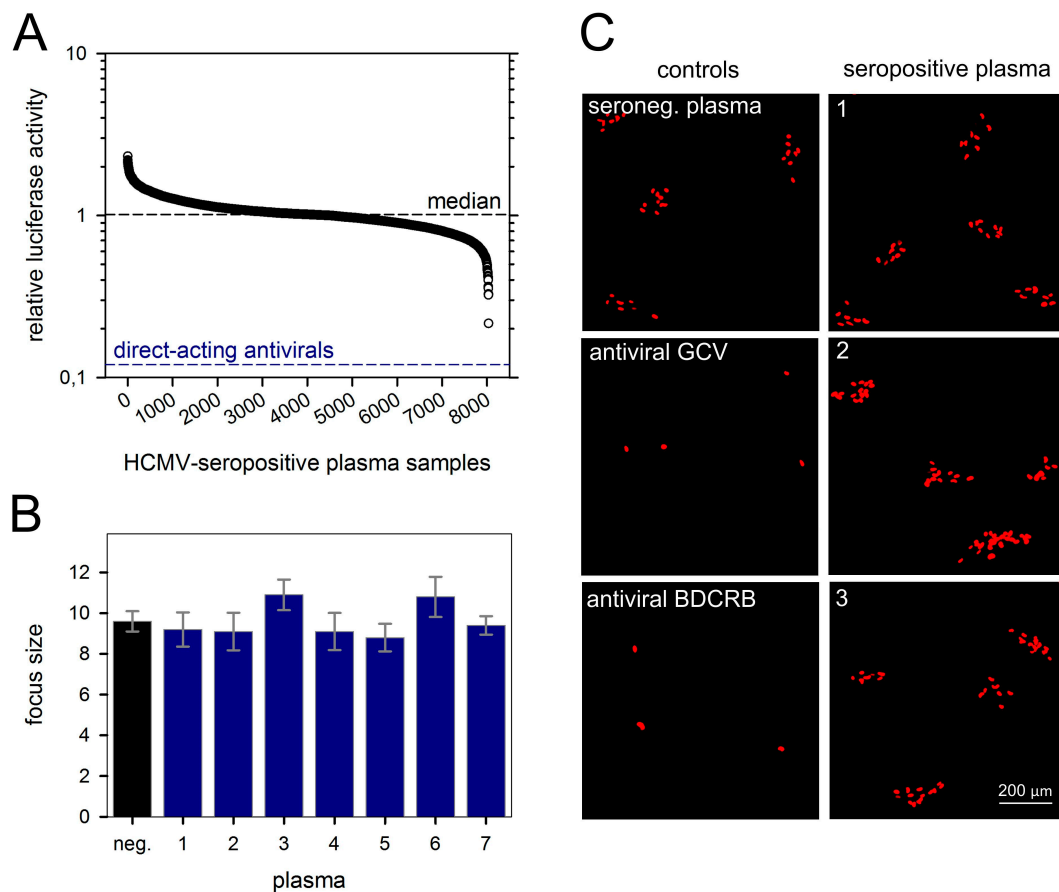 A
relative luciferase activity
10
1
0,1
median
direct-acting antivirals
0 1000 2000 3000 4000 5000 6000 7000 8000
HCMV-seropositive plasma samples
B
focus size
12
10
8
6
4
2
0
neg. 1 2 3 4 5 6 7
plasma
C
controls
seropositive plasma
seroneg. plasma
1
antiviral GCV
2
antiviral BDCRB
3
200 µm